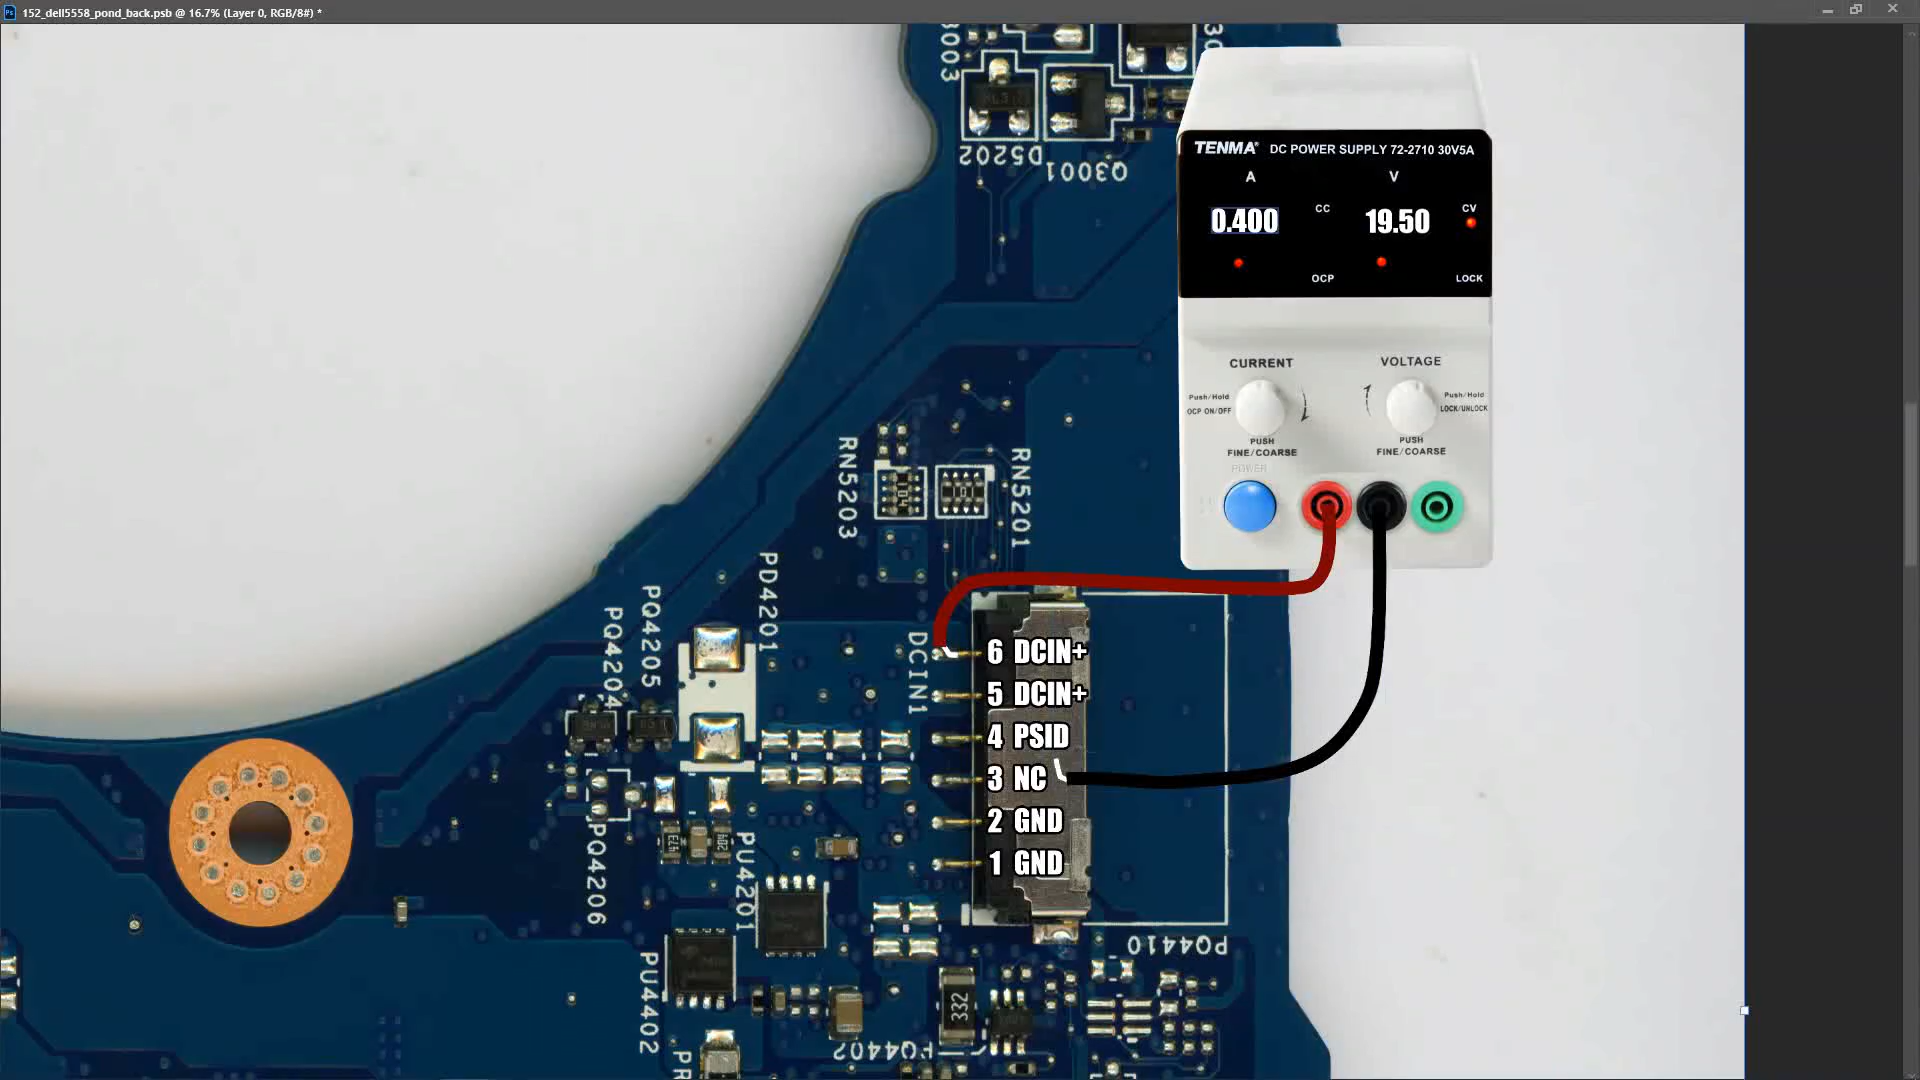 152_dell5558_pond_back.psb @ 16.7% (Layer 0, RGB/8#) *
3003
D5202
Q3001
TENMA® DC POWER SUPPLY 72-2710 30V5A
A V
0.400 CC 19.50 CV
OCP LOCK
CURRENT VOLTAGE
Push/Hold
OCP ON/OFF
Push/Hold
LOCK/UNLOCK
PUSH
FINE/COARSE
PUSH
FINE/COARSE
POWER
RN5203
RN5201
PD4201
PQ4205
PQ4204
DCIN1
6 DCIN+
5 DCIN+
4 PSID
3 NC
2 GND
1 GND
PQ4206
PU4201
PQ4410
PU4402
332
PQ4402